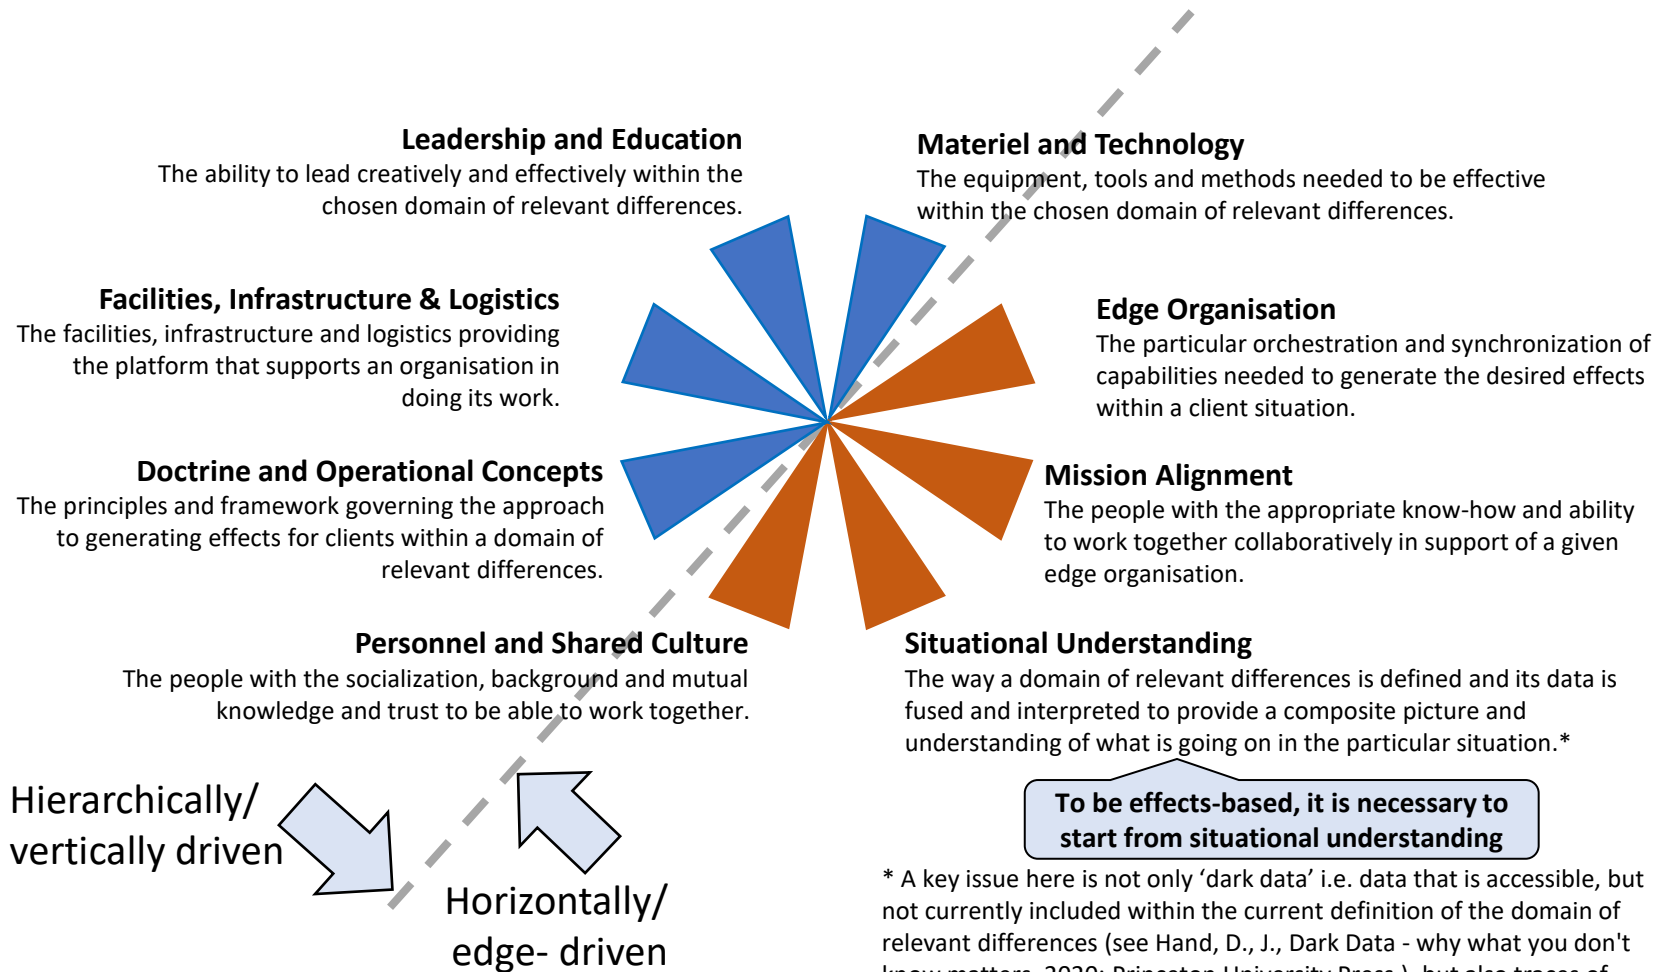 Leadership and Education
The ability to lead creatively and effectively within the
chosen domain of relevant differences.
Materiel and Technology
The equipment, tools and methods needed to be effective
within the chosen domain of relevant differences.
Facilities, Infrastructure & Logistics
The facilities, infrastructure and logistics providing
the platform that supports an organisation in
doing its work.
Edge Organisation
The particular orchestration and synchronization of
capabilities needed to generate the desired effects
within a client situation.
Doctrine and Operational Concepts
The principles and framework governing the approach
to generating effects for clients within a domain of
relevant differences.
Mission Alignment
The people with the appropriate know-how and ability
to work together collaboratively in support of a given
edge organisation.
Personnel and Shared Culture
The people with the socialization, background and mutual
knowledge and trust to be able to work together.
Situational Understanding
The way a domain of relevant differences is defined and its data is
fused and interpreted to provide a composite picture and
understanding of what is going on in the particular situation.*
Hierarchically/
vertically driven
Horizontally/
edge- driven
To be effects-based, it is necessary to
start from situational understanding
* A key issue here is not only ‘dark data’ i.e. data that is accessible, but
not currently included within the current definition of the domain of
relevant differences (see Hand, D., J., Dark Data - why what you don't
know matters, 2020: Princeton University Press.), but also traces of